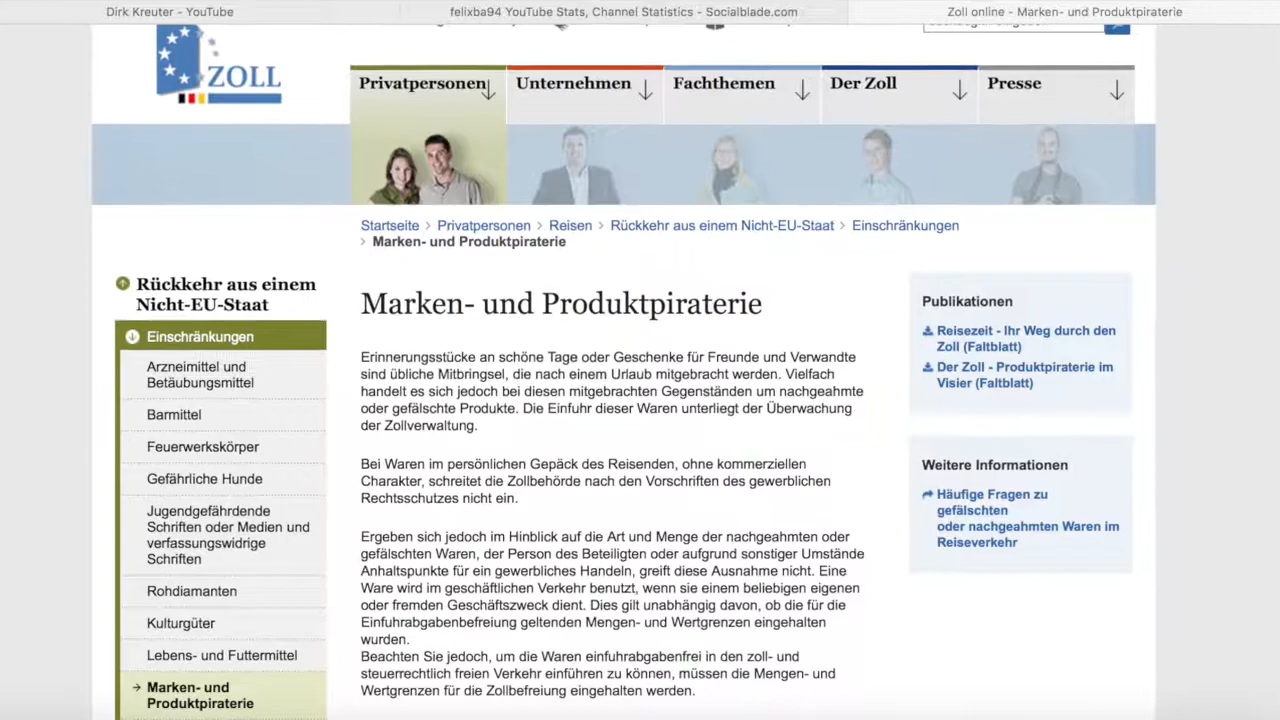 Dirk Kreuter - YouTube
felixba94 YouTube Stats, Channel Statistics - Socialblade.com
Zoll online - Marken- und Produktpiraterie
ZOLL
Privatpersonen
Unternehmen
Fachthemen
Der Zoll
Presse
Startseite > Privatpersonen > Reisen > Rückkehr aus einem Nicht-EU-Staat > Einschränkungen
> Marken- und Produktpiraterie
Rückkehr aus einem
Nicht-EU-Staat
Einschränkungen
Arzneimittel und
Betäubungsmittel
Barmittel
Feuerwerkskörper
Gefährliche Hunde
Jugendgefährdende
Schriften oder Medien und
verfassungswidrige
Schriften
Rohdiamanten
Kulturgüter
Lebens- und Futtermittel
Marken- und
Produktpiraterie
Marken- und Produktpiraterie
Erinnerungsstücke an schöne Tage oder Geschenke für Freunde und Verwandte
sind übliche Mitbringsel, die nach einem Urlaub mitgebracht werden. Vielfach
handelt es sich jedoch bei diesen mitgebrachten Gegenständen um nachgeahmte
oder gefälschte Produkte. Die Einfuhr dieser Waren unterliegt der Überwachung
der Zollverwaltung.
Bei Waren im persönlichen Gepäck des Reisenden, ohne kommerziellen
Charakter, schreitet die Zollbehörde nach den Vorschriften des gewerblichen
Rechtsschutzes nicht ein.
Ergeben sich jedoch im Hinblick auf die Art und Menge der nachgeahmten oder
gefälschten Waren, der Person des Beteiligten oder aufgrund sonstiger Umstände
Anhaltspunkte für ein gewerbliches Handeln, greift diese Ausnahme nicht. Eine
Ware wird im geschäftlichen Verkehr benutzt, wenn sie einem beliebigen eigenen
oder fremden Geschäftszweck dient. Dies gilt unabhängig davon, ob die für die
Einfuhrabgabenbefreiung geltenden Mengen- und Wertgrenzen eingehalten
wurden.
Beachten Sie jedoch, um die Waren einfuhrabgabenfrei in den zoll- und
steuerrechtlich freien Verkehr einführen zu können, müssen die Mengen- und
Wertgrenzen für die Zollbefreiung eingehalten werden.
Publikationen
Reisezeit - Ihr Weg durch den
Zoll (Faltblatt)
Der Zoll - Produktpiraterie im
Visier (Faltblatt)
Weitere Informationen
Häufige Fragen zu
gefälschten
oder nachgeahmten Waren im
Reiseverkehr